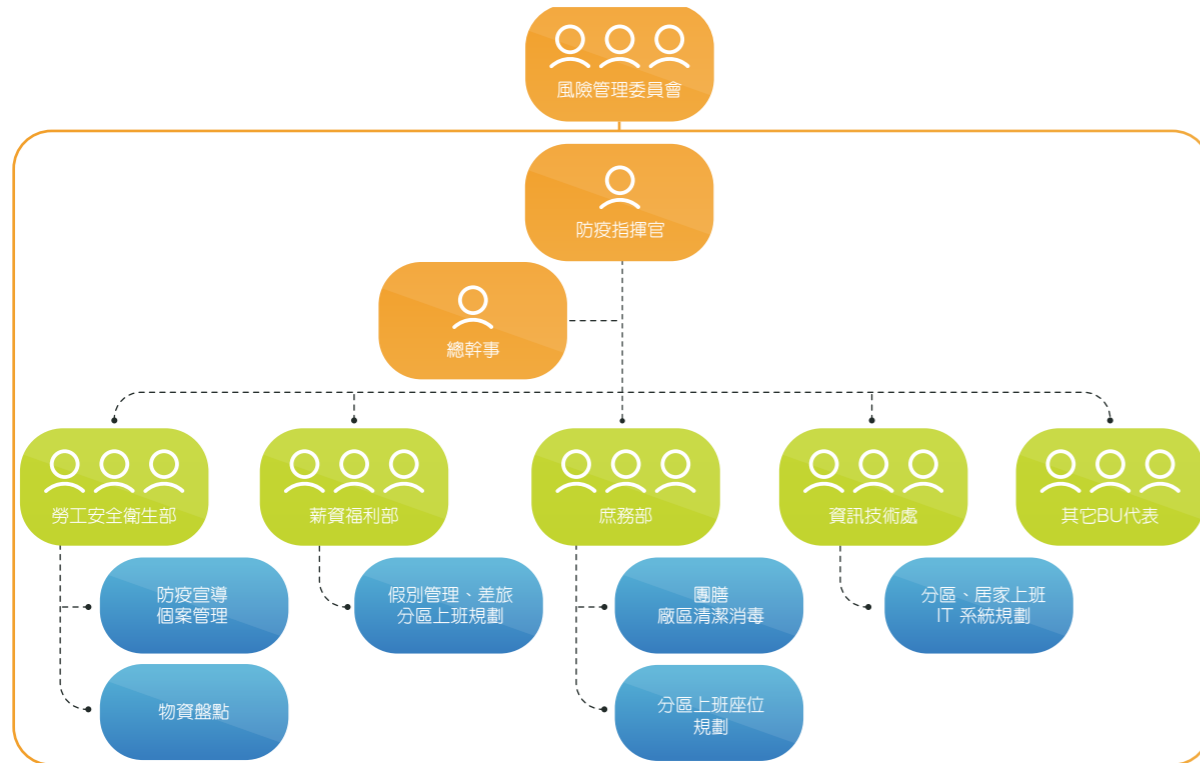 風險管理委員會
防疫指揮官
總幹事
勞工安全衛生部
薪資福利部
庶務部
資訊技術處
其它BU代表
防疫宣導
個案管理
假別管理、差旅
分區上班規劃
團膳
廠區清潔消毒
分區、居家上班
IT 系統規劃
物資盤點
分區上班座位
規劃